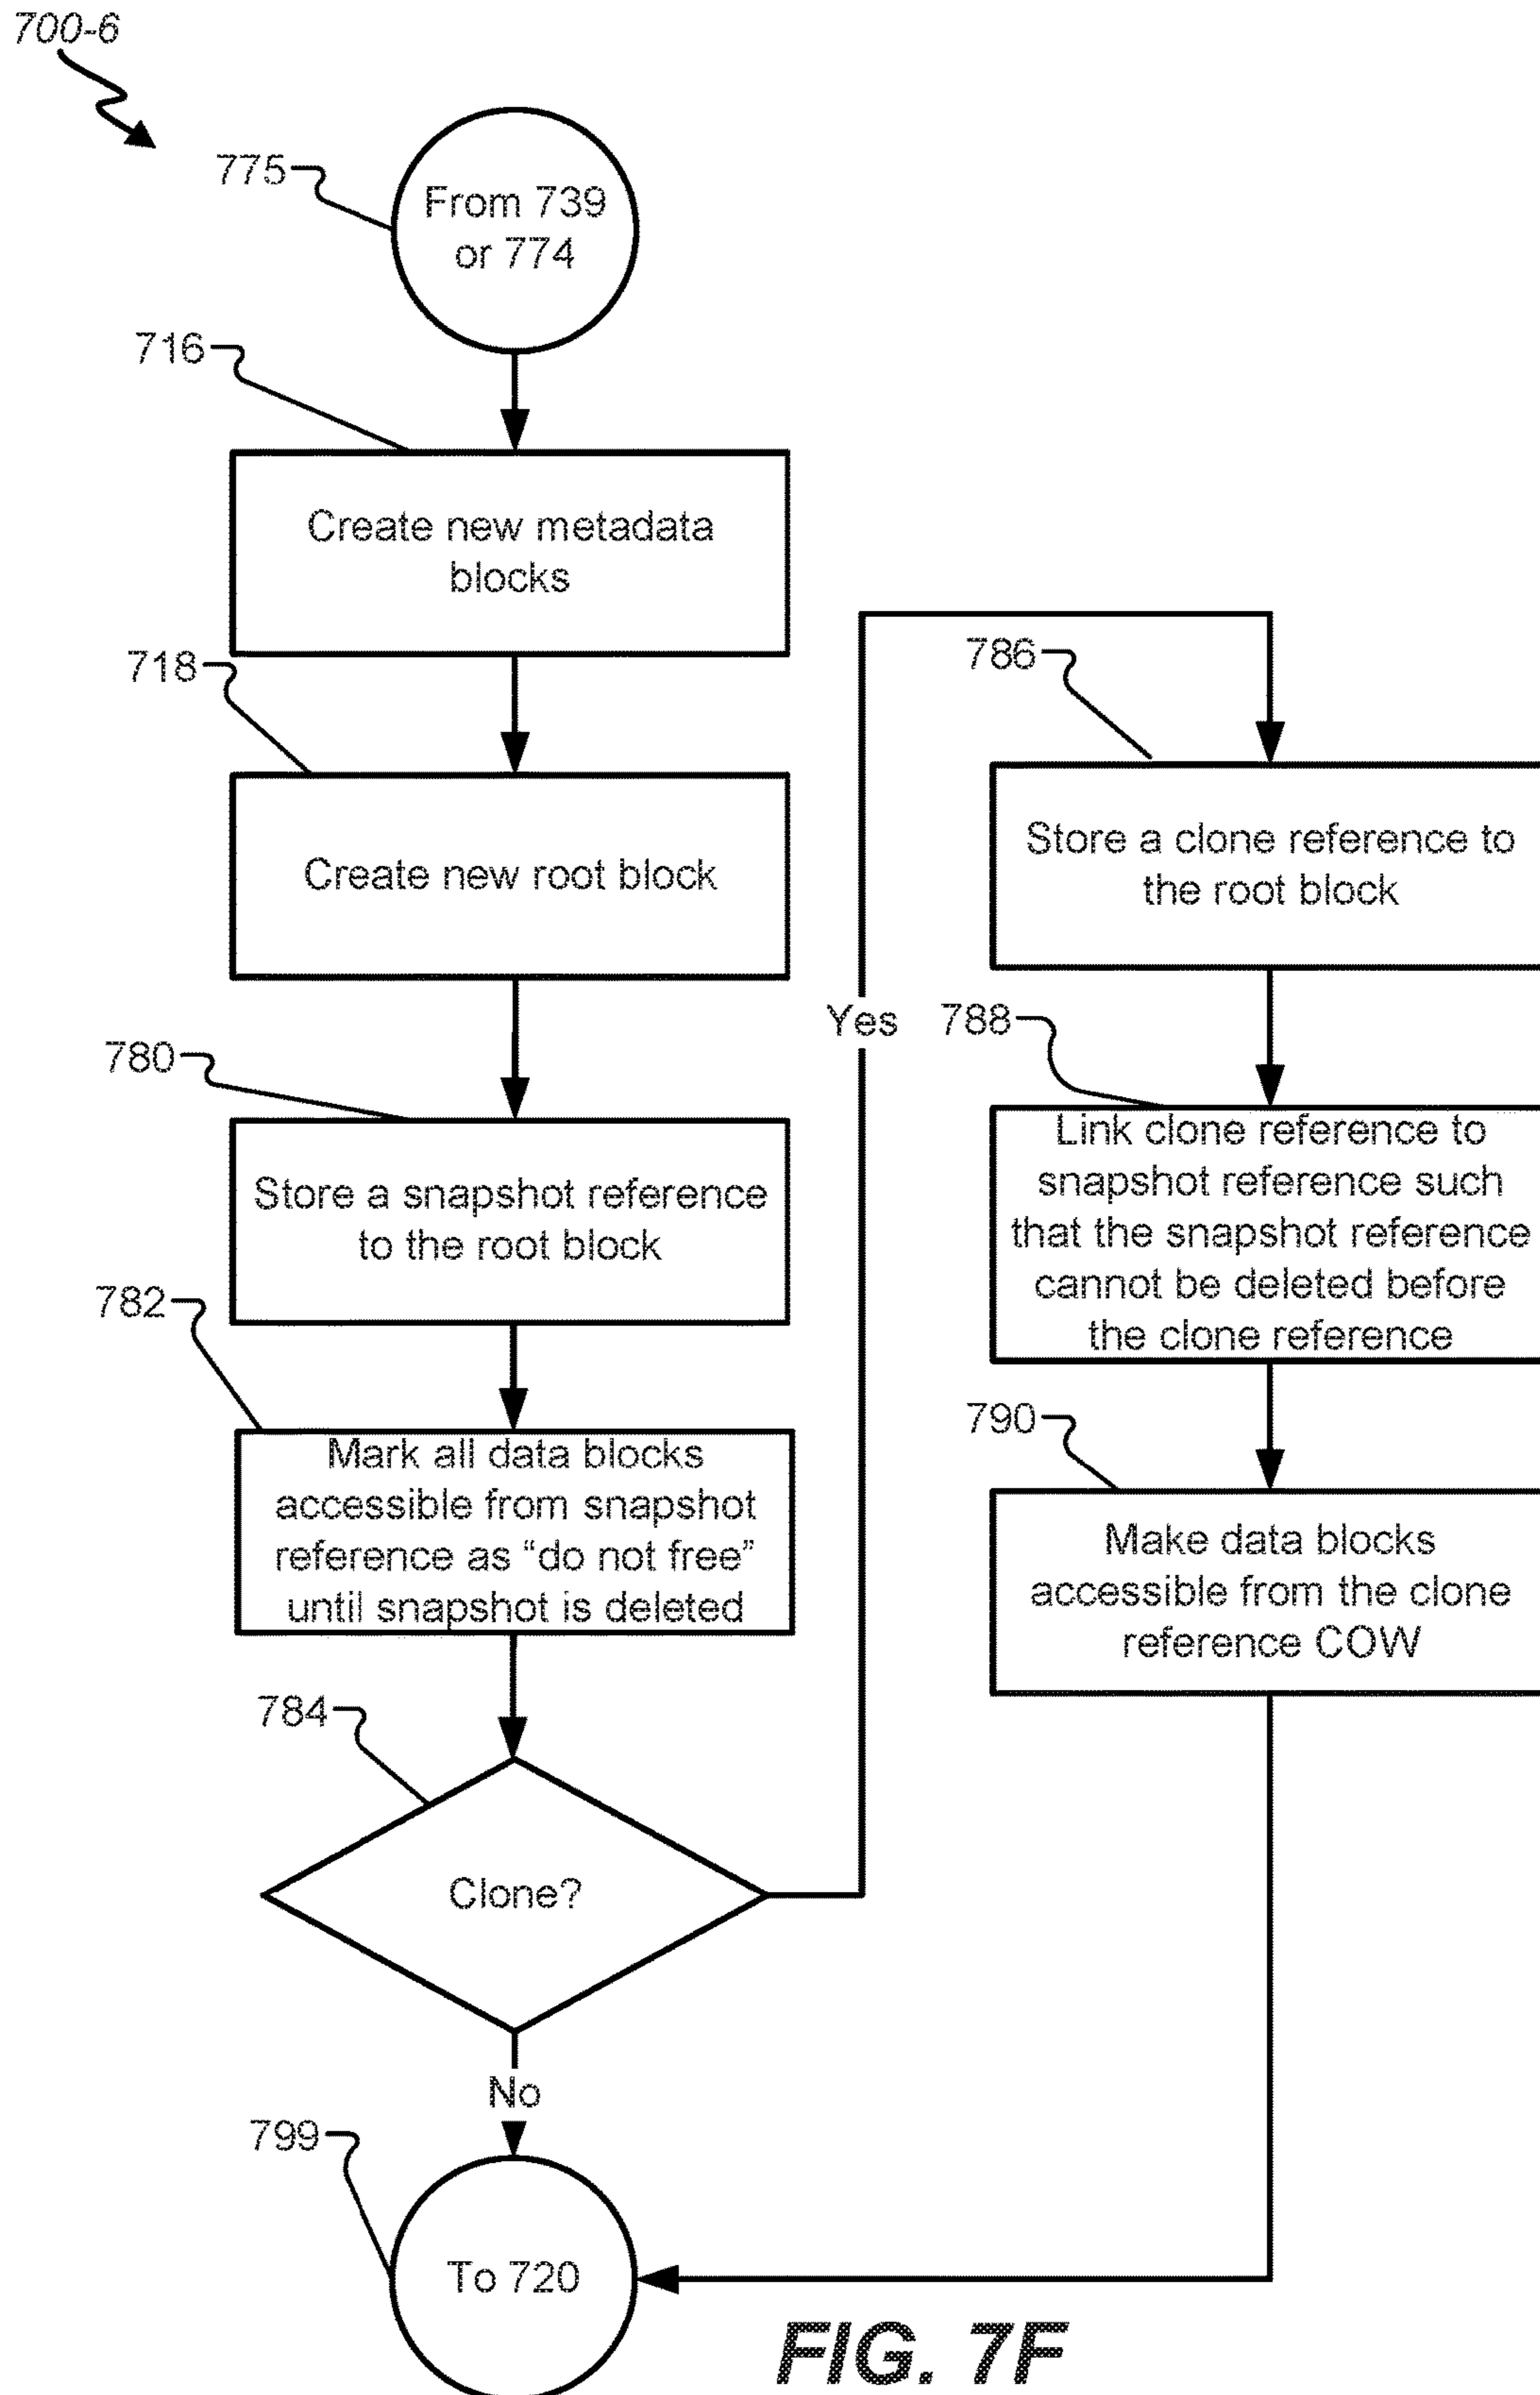 700-6
775
From 739
or 774
716
Create new metadata
blocks
718
Create new root block
780
Store a snapshot reference
to the root block
782
Mark all data blocks
accessible from snapshot
reference as “do not free”
until snapshot is deleted
784
Clone?
Yes
No
786
Store a clone reference to
the root block
788
Link clone reference to
snapshot reference such
that the snapshot reference
cannot be deleted before
the clone reference
790
Make data blocks
accessible from the clone
reference COW
799
To 720
FIG. 7F